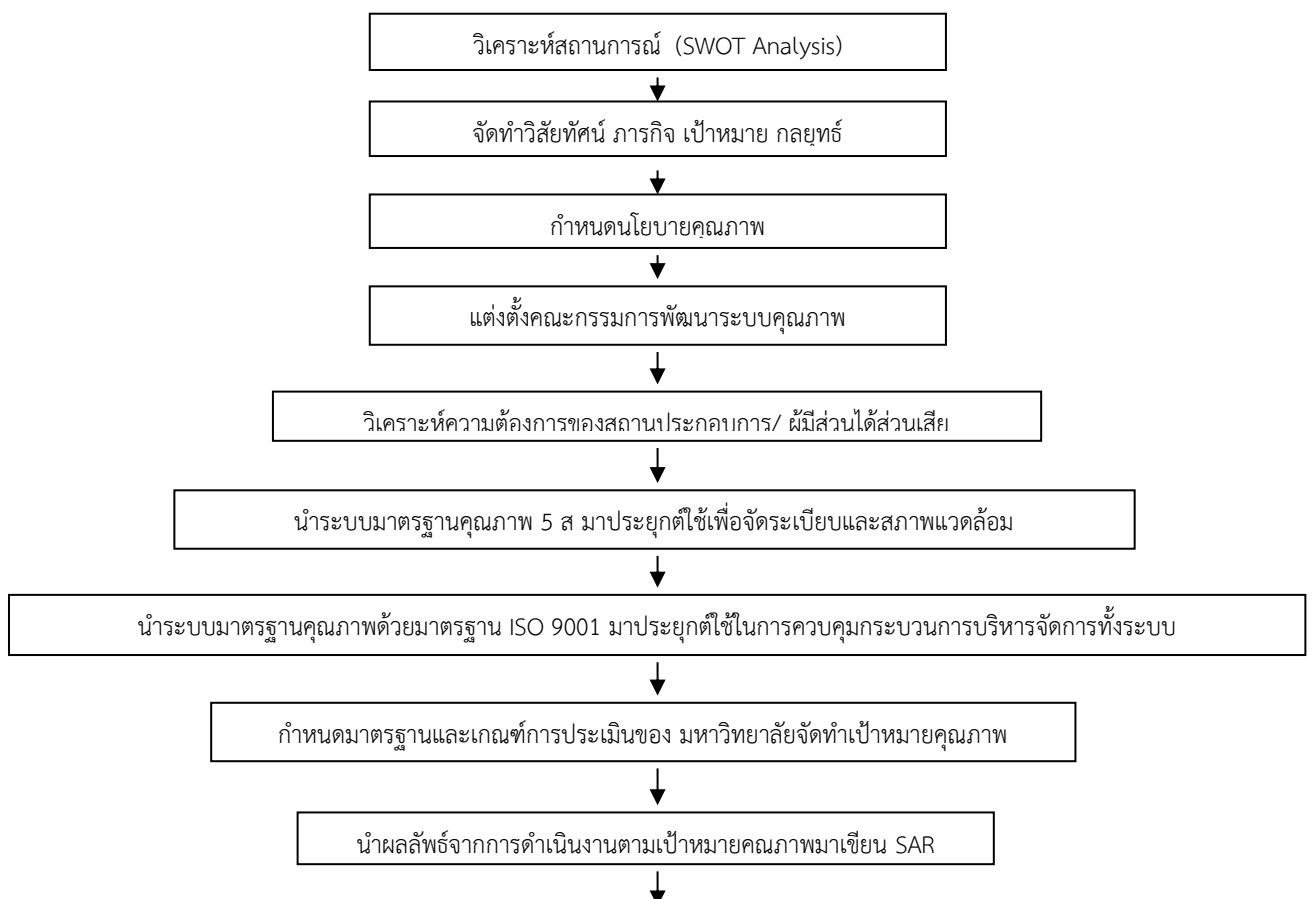 วิเคราะห์สถานการณ์ (SWOT Analysis)
จัดทำวิสัยทัศน์ ภารกิจ เป้าหมาย กลยุทธ์
กำหนดนโยบายคุณภาพ
แต่งตั้งคณะกรรมการพัฒนาระบบคุณภาพ
วิเคราะห์ความต้องการของสถานประกอบการ/ ผู้มีส่วนได้ส่วนเสีย
นำระบบมาตรฐานคุณภาพ 5 ส มาประยุกต์ใช้เพื่อจัดระเบียบและสภาพแวดล้อม
นำระบบมาตรฐานคุณภาพด้วยมาตรฐาน ISO 9001 มาประยุกต์ใช้ในการควบคุมกระบวนการบริหารจัดการทั้งระบบ
กำหนดมาตรฐานและเกณฑ์การประเมินของ มหาวิทยาลัยจัดทำเป้าหมายคุณภาพ
นำผลลัพธ์จากการดำเนินงานตามเป้าหมายคุณภาพมาเขียน SAR